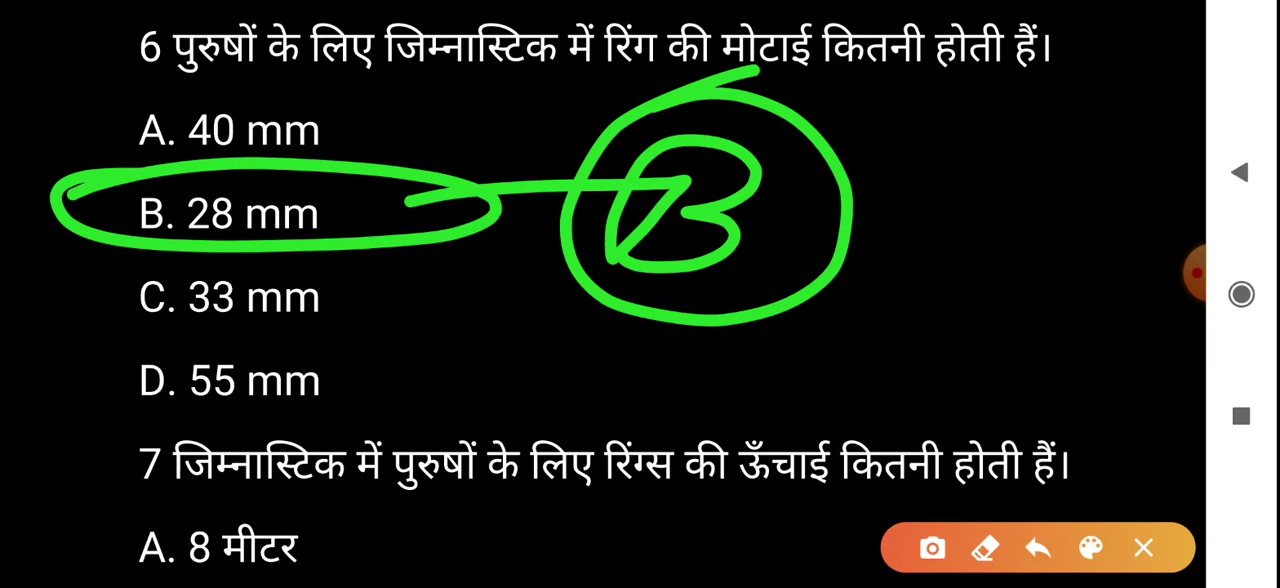 6 पुरुषों के लिए जिम्नास्टिक में रिंग की मोटाई कितनी होती हैं।
A. 40 mm
B. 28 mm
B
C. 33 mm
D. 55 mm
7 जिम्नास्टिक में पुरुषों के लिए रिंग्स की ऊँचाई कितनी होती हैं।
A. 8 मीटर